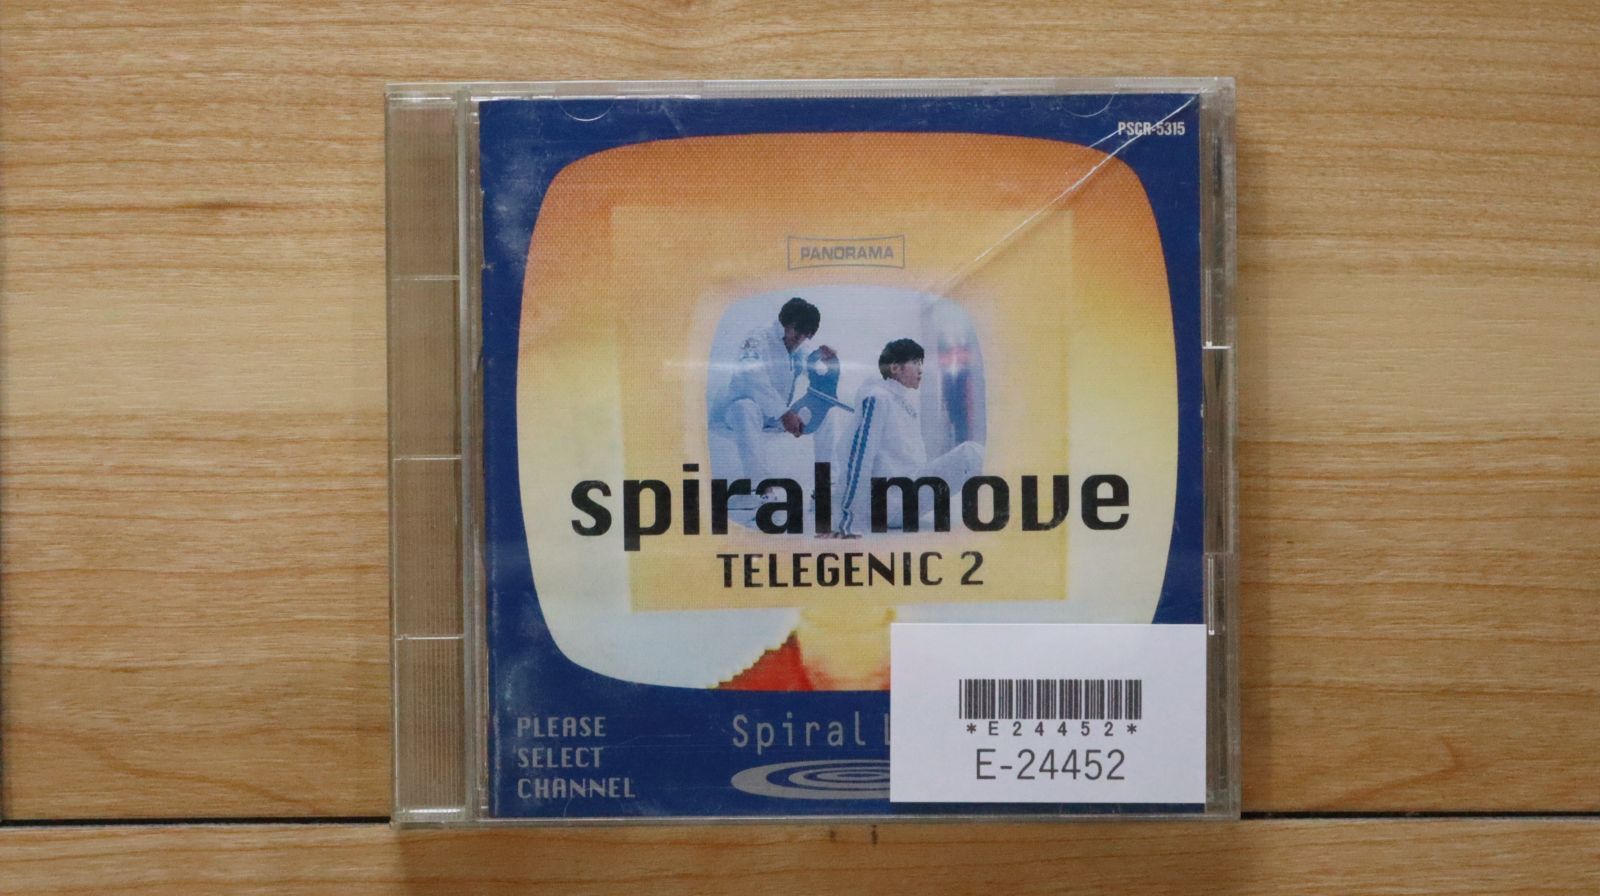 PSCR-5315
PANORAMA
spiral move
TELEGENIC 2
PLEASE
SELECT
CHANNEL
Spiral
*E24452*
E-24452